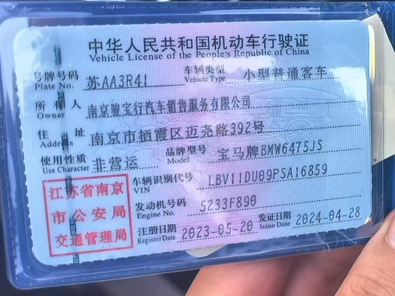 中华人民共和国机动车行驶证
Vehicle License of the People's Republic of China
号牌号码 Plate No. 苏AA3R41 车辆类型 Vehicle Type 小型普通客车
所有人 Owner 南京骏宝行汽车销售服务有限公司
住址 Address 南京市栖霞区迈尧路392号
使用性质 Use Character 非营运 品牌型号 Model 宝马牌BMW6475JS
江苏省南京市公安局交通管理局
车辆识别代号 VIN LBV11DU09PSA16859
发动机号码 Engine No. 5233F890
注册日期 Register Date 2023-05-20 发证日期 Issue Date 2024-04-28